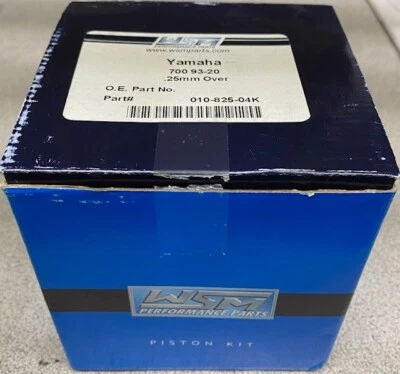 WSM
www.wsmparts.com
Yamaha
700 93-20
.25mm Over
O.E. Part No.
Part# 010-825-04K
WSM
PERFORMANCE PARTS
PISTON KIT